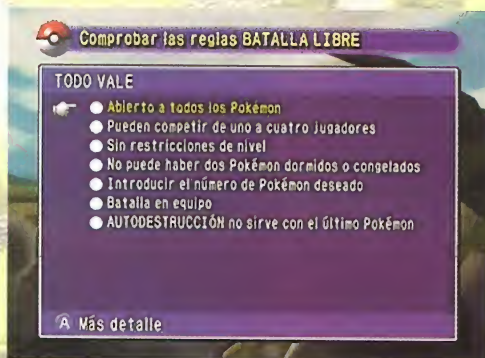 Comprobar las reglas BATALLA LIBRE
TODO VALE
Abierto a todos los Pokémon
Pueden competir de uno a cuatro jugadores
Sin restricciones de nivel
No puede haber dos Pokémon dormidos o congelados
Introducir el número de Pokémon deseado
Batalla en equipo
AUTODESTRUCCIÓN no sirve con el último Pokémon
A Más detalle